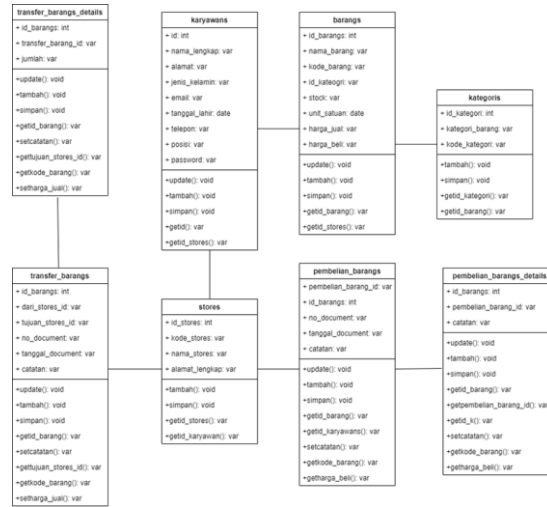 transfer_barangs_details
+ id_barangs: int
+ transfer_barang_id: var
+ jumlah: var
+update(): void
+tambah(): void
+simpan(): void
+getid_barang(): var
+setcatatan(): var
+gettujuan_stores_id(): var
+getkode_barang(): var
+setharga_jual(): var
karyawans
+ id: int
+ nama_lengkap: var
+ alamat: var
+ jenis_kelamin: var
+ email: var
+ tanggal_lahir: date
+ telepon: var
+ posisi: var
+ password: var
+update(): void
+tambah(): void
+simpan(): void
+getid(): var
+getid_stores(): var
barangs
+ id_barangs: int
+ nama_barang: var
+ kode_barang: var
+ id_kateogri: var
+ stock: var
+ unit_satuan: date
+ harga_jual: var
+ harga_beli: var
+update(): void
+tambah(): void
+simpan(): void
+getid_barang(): var
+getid_stores(): var
kategoris
+ id_kategori: int
+ kategori_barang: var
+ kode_kategori: var
+tambah(): void
+simpan(): void
+getid_kategori(): var
+getid_barang(): var
transfer_barangs
+ id_barangs: int
+ dari_stores_id: var
+ tujuan_stores_id: var
+ no_document: var
+ tanggal_document: var
+ catatan: var
+update(): void
+tambah(): void
+simpan(): void
+getid_barang(): var
+setcatatan(): var
+gettujuan_stores_id(): var
+getkode_barang(): var
+setharga_jual(): var
stores
+ id_stores: int
+ kode_stores: var
+ nama_stores: var
+ alamat_lengkap: var
+tambah(): void
+simpan(): void
+getid_stores(): var
+getid_karyawan(): var
pembelian_barangs
+ pembelian_barang_id: var
+ id_barangs: int
+ no_document: var
+ tanggal_document: var
+ catatan: var
+update(): void
+tambah(): void
+simpan(): void
+getid_barang(): var
+getid_karyawans(): var
+setcatatan(): var
+getkode_barang(): var
+getharga_beli(): var
pembelian_barangs_details
+ id_barangs: int
+ pembelian_barang_id: var
+ catatan: var
+update(): void
+tambah(): void
+simpan(): void
+getid_barang(): var
+getpembelian_barang_id(): var
+getid_k(): var
+setcatatan(): var
+getkode_barang(): var
+getharga_beli(): var